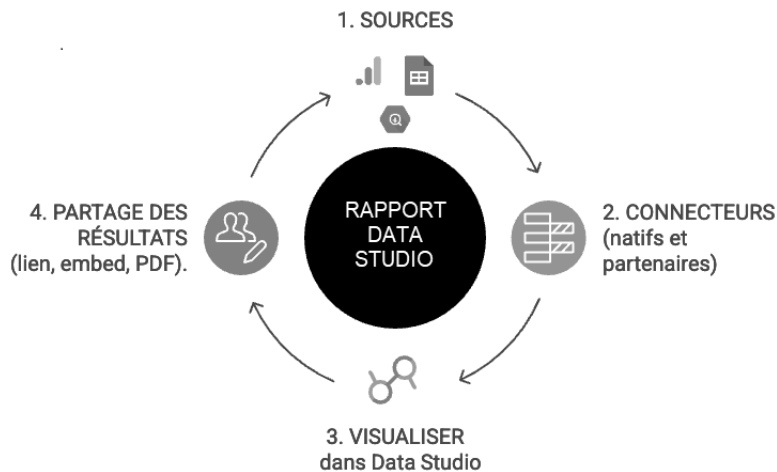 1. SOURCES
RAPPORT
DATA
STUDIO
2. CONNECTEURS
(natifs et
partenaires)
3. VISUALISER
dans Data Studio
4. PARTAGE DES
RÉSULTATS
(lien, embed, PDF).